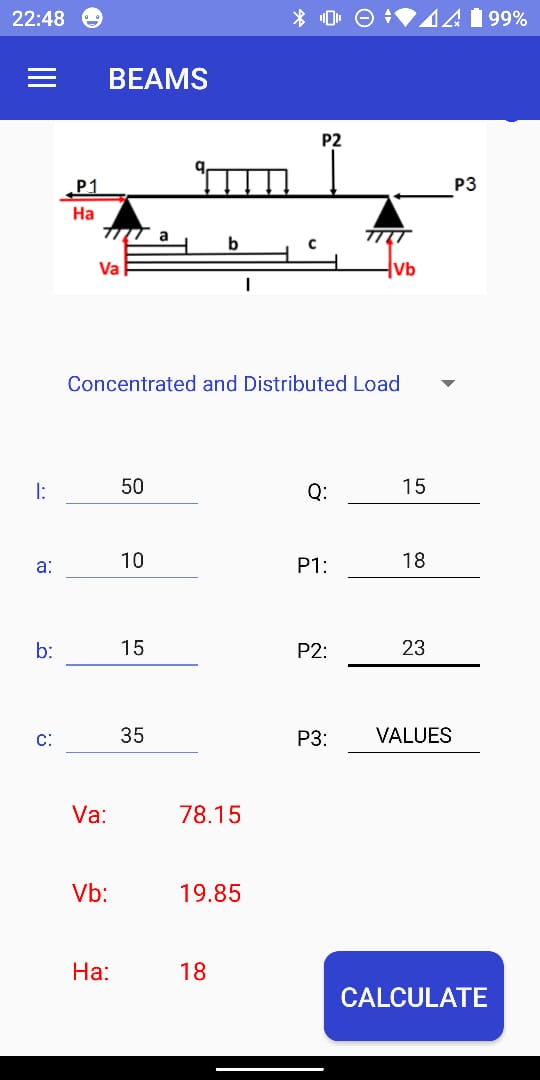 22:48 99%
BEAMS
P2
q
P1 P3
Ha
a b c
Va Vb
l
Concentrated and Distributed Load
l: 50 Q: 15
a: 10 P1: 18
b: 15 P2: 23
c: 35 P3: VALUES
Va: 78.15
Vb: 19.85
Ha: 18
CALCULATE